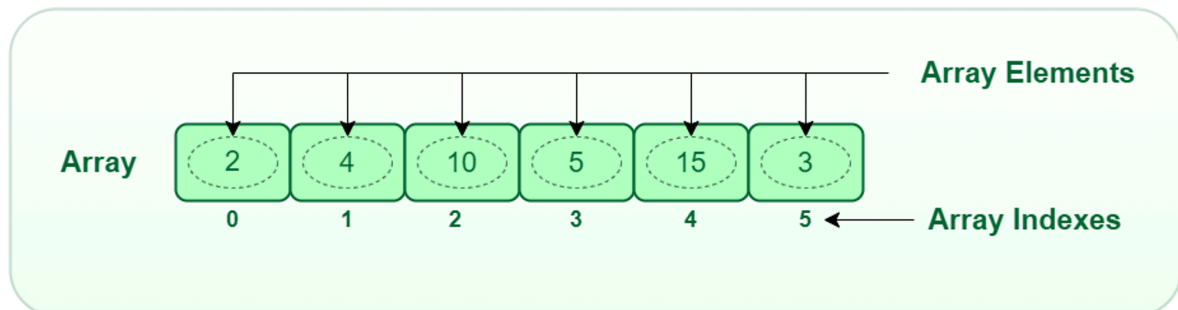 Array Elements
Array
2 4 10 5 15 3
0 1 2 3 4 5
Array Indexes